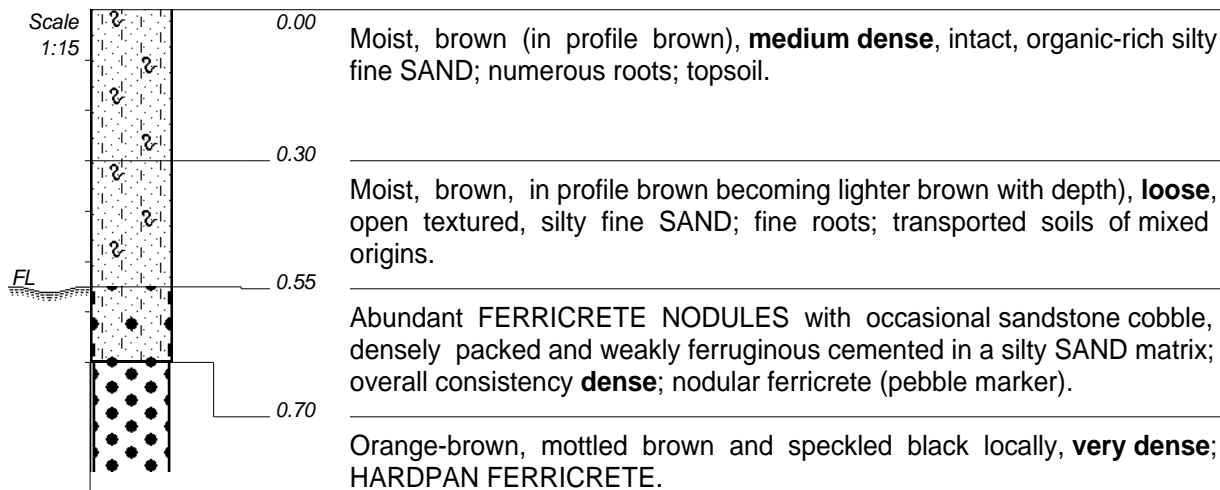 Scale
1:15
0.00
Moist, brown (in profile brown), medium dense, intact, organic-rich silty
fine SAND; numerous roots; topsoil.
0.30
Moist, brown, in profile brown becoming lighter brown with depth), loose,
open textured, silty fine SAND; fine roots; transported soils of mixed
origins.
FL
0.55
Abundant FERRICRETE NODULES with occasional sandstone cobble,
densely packed and weakly ferruginous cemented in a silty SAND matrix;
overall consistency dense; nodular ferricrete (pebble marker).
0.70
Orange-brown, mottled brown and speckled black locally, very dense;
HARDPAN FERRICRETE.